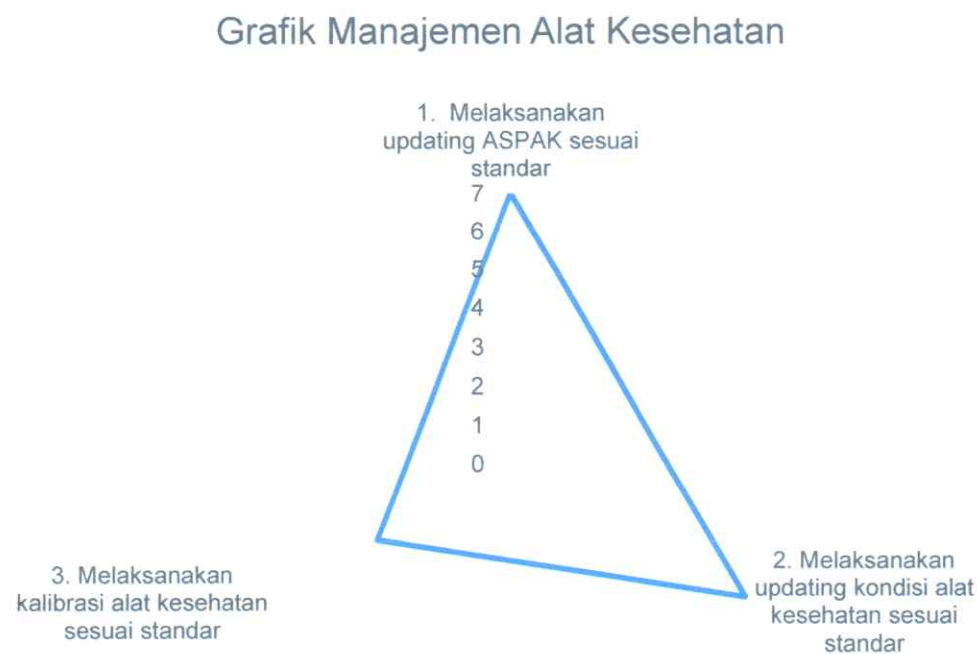 Grafik Manajemen Alat Kesehatan
1. Melaksanakan
updating ASPAK sesuai
standar
7
6
5
4
3
2
1
0
2. Melaksanakan
updating kondisi alat
kesehatan sesuai
standar
3. Melaksanakan
kalibrasi alat kesehatan
sesuai standar